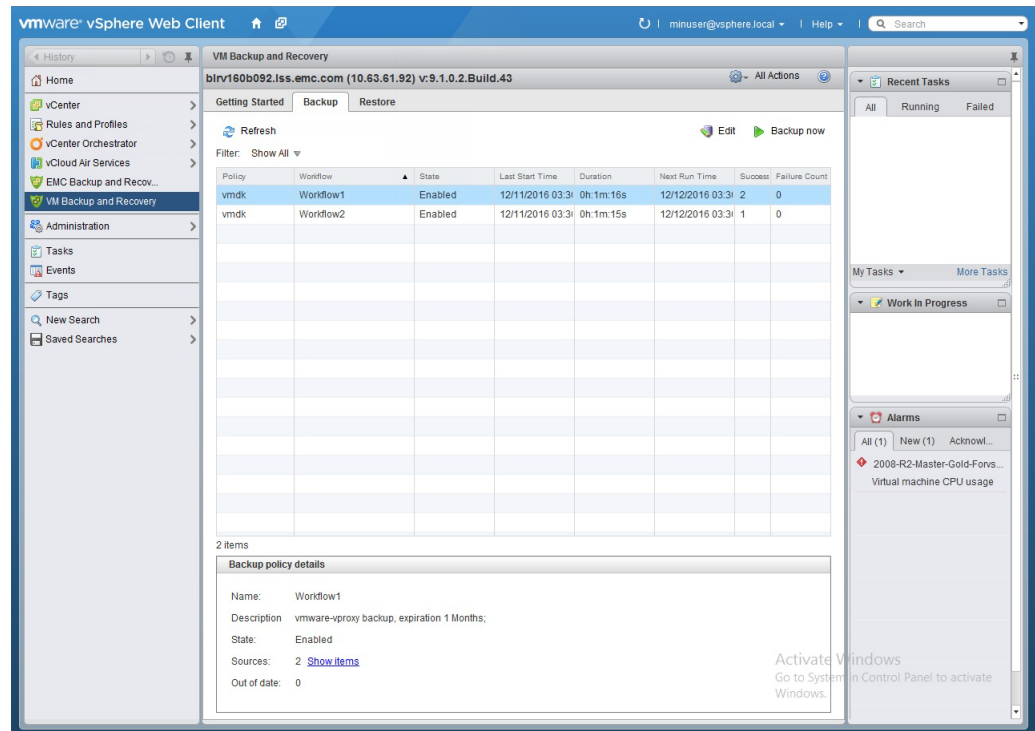 vmware® vSphere Web Client
minuser@vsphere.local
Help
Search
History
Home
vCenter
Rules and Profiles
vCenter Orchestrator
vCloud Air Services
EMC Backup and Recov...
VM Backup and Recovery
Administration
Tasks
Events
Tags
New Search
Saved Searches
VM Backup and Recovery
blrv160b092.lss.emc.com (10.63.61.92) v:9.1.0.2.Build.43
All Actions
Getting Started Backup Restore
Refresh Edit Backup now
Filter: Show All
Policy Workflow State Last Start Time Duration Next Run Time Success Failure Count
vmdk Workflow1 Enabled 12/11/2016 03:3 0h:1m:16s 12/12/2016 03:3 2 0
vmdk Workflow2 Enabled 12/11/2016 03:3 0h:1m:15s 12/12/2016 03:3 1 0
2 items
Backup policy details
Name: Workflow1
Description vmware-vproxy backup, expiration 1 Months;
State: Enabled
Sources: 2 Show items
Out of date: 0
Recent Tasks
All Running Failed
My Tasks More Tasks
Work In Progress
Alarms
All (1) New (1) Acknowl...
2008-R2-Master-Gold-Forvs...
Virtual machine CPU usage
Activate Windows
Go to System in Control Panel to activate
Windows.